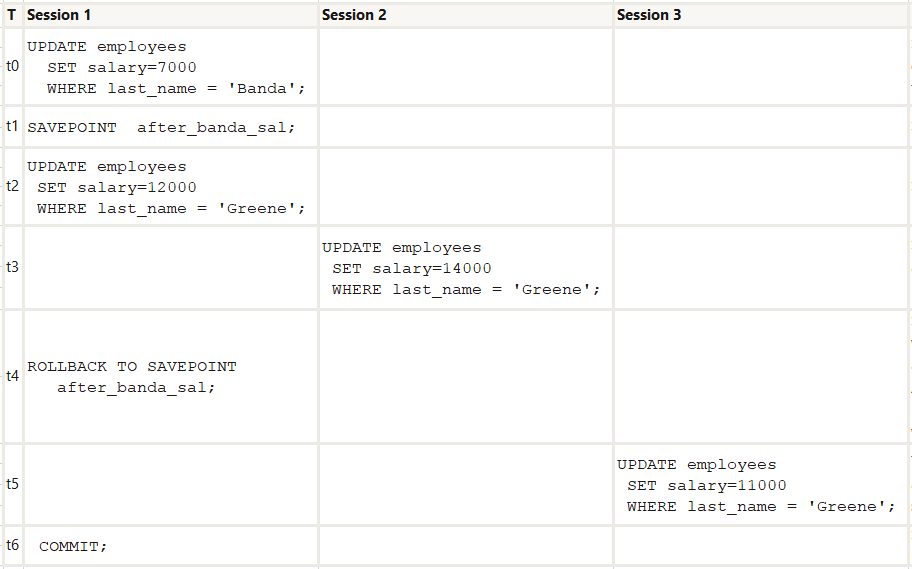 T Session 1 Session 2 Session 3
t0
UPDATE employees
SET salary=7000
WHERE last_name = 'Banda';
t1
SAVEPOINT after_banda_sal;
t2
UPDATE employees
SET salary=12000
WHERE last_name = 'Greene';
t3
UPDATE employees
SET salary=14000
WHERE last_name = 'Greene';
t4
ROLLBACK TO SAVEPOINT
after_banda_sal;
t5
UPDATE employees
SET salary=11000
WHERE last_name = 'Greene';
t6
COMMIT;